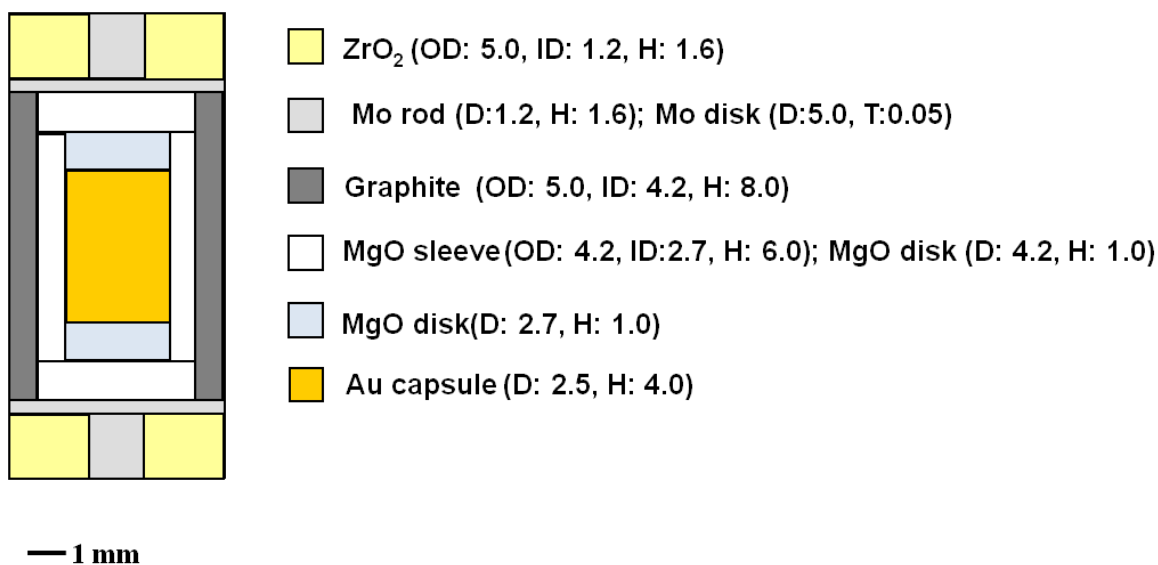 ZrO₂ (OD: 5.0, ID: 1.2, H: 1.6)
Mo rod (D:1.2, H: 1.6); Mo disk (D:5.0, T:0.05)
Graphite (OD: 5.0, ID: 4.2, H: 8.0)
MgO sleeve(OD: 4.2, ID:2.7, H: 6.0); MgO disk (D: 4.2, H: 1.0)
MgO disk(D: 2.7, H: 1.0)
Au capsule (D: 2.5, H: 4.0)
1 mm